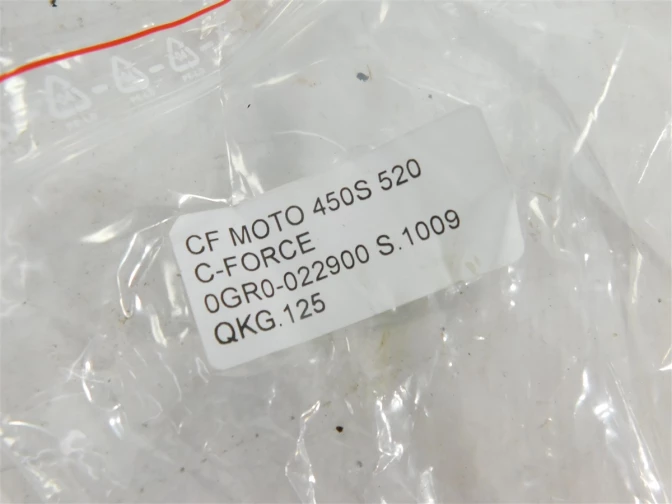 CF MOTO 450S 520
C-FORCE
0GR0-022900 S.1009
QKG.125